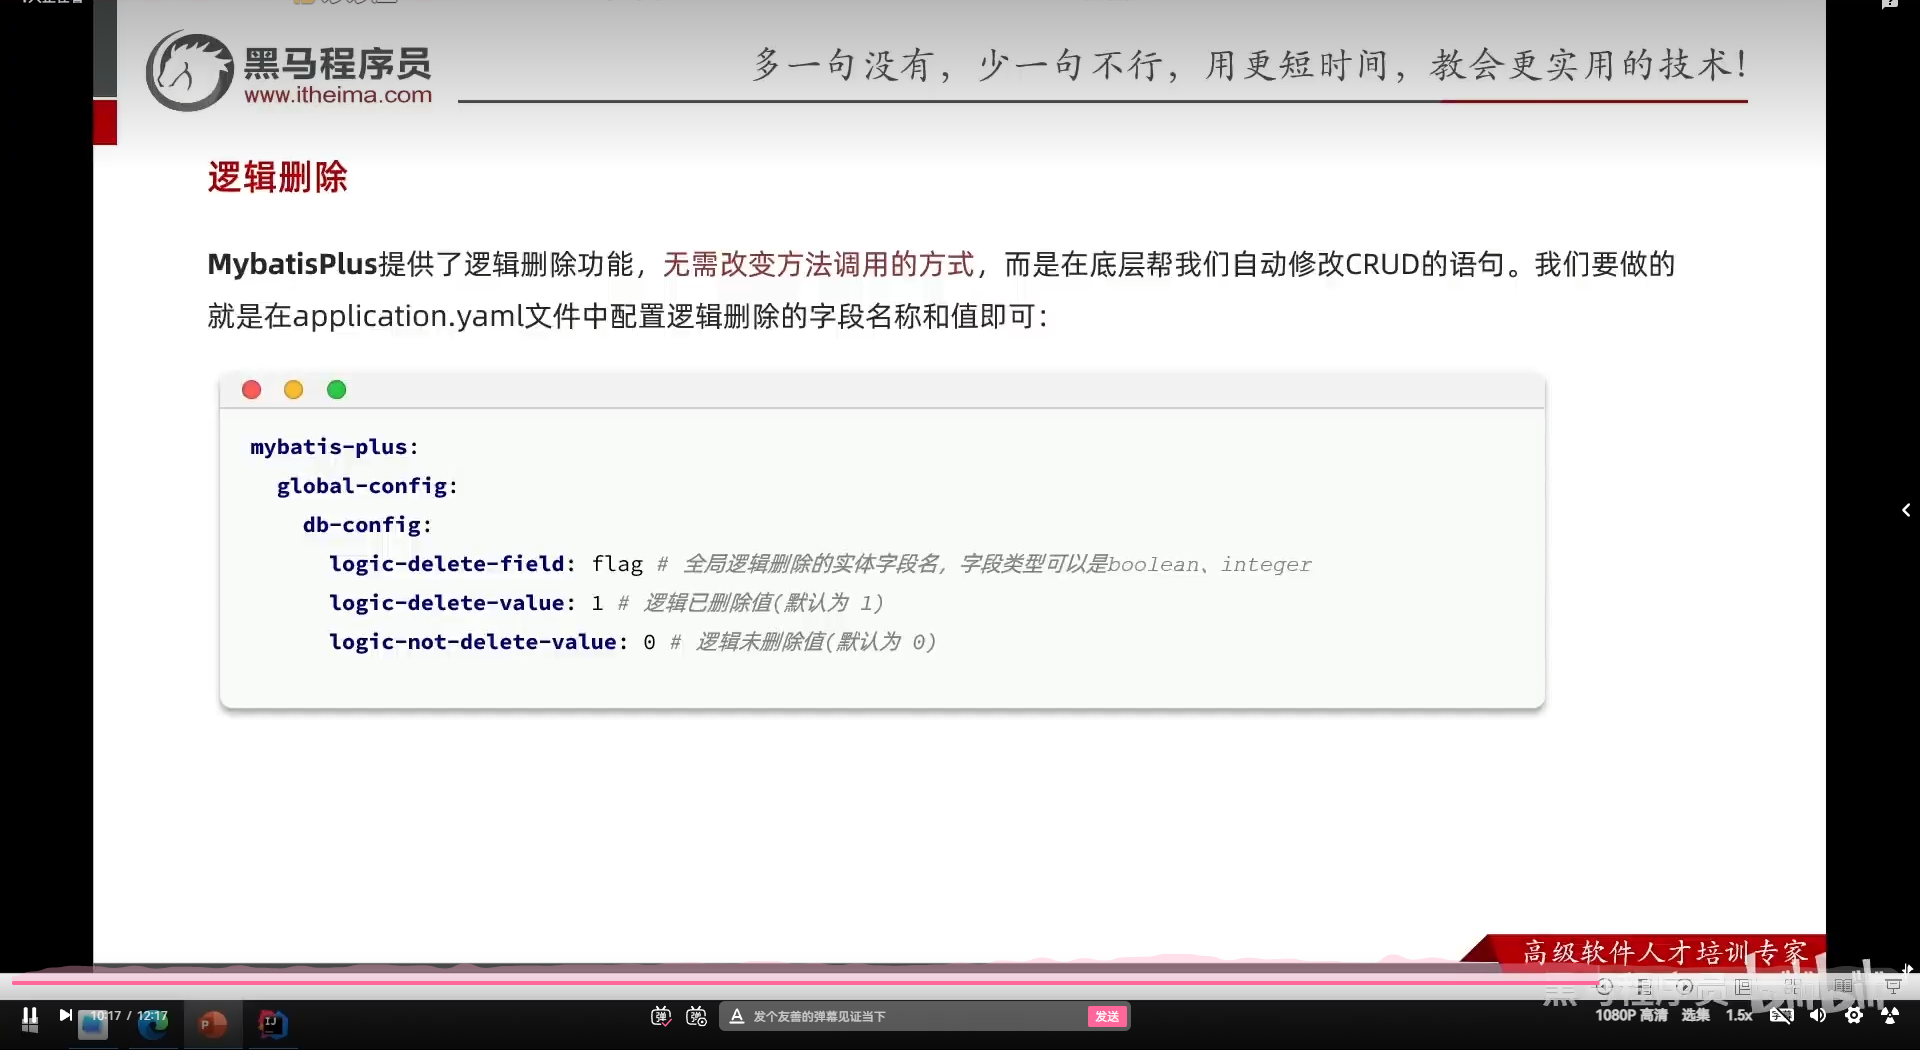 黑马程序员
www.itheima.com
多一句没有，少一句不行，用更短时间，教会更实用的技术！
逻辑删除
MybatisPlus提供了逻辑删除功能，无需改变方法调用的方式，而是在底层帮我们自动修改CRUD的语句。我们要做的
就是在application.yaml文件中配置逻辑删除的字段名称和值即可：
mybatis-plus:
global-config:
db-config:
logic-delete-field: flag # 全局逻辑删除的实体字段名，字段类型可以是boolean、integer
logic-delete-value: 1 # 逻辑已删除值(默认为 1)
logic-not-delete-value: 0 # 逻辑未删除值(默认为 0)
高级软件人才培训专家
黑马程序员 bilibili
10:17 / 12:17
发个友善的弹幕见证当下
发送
1080P 高清 选集 1.5x